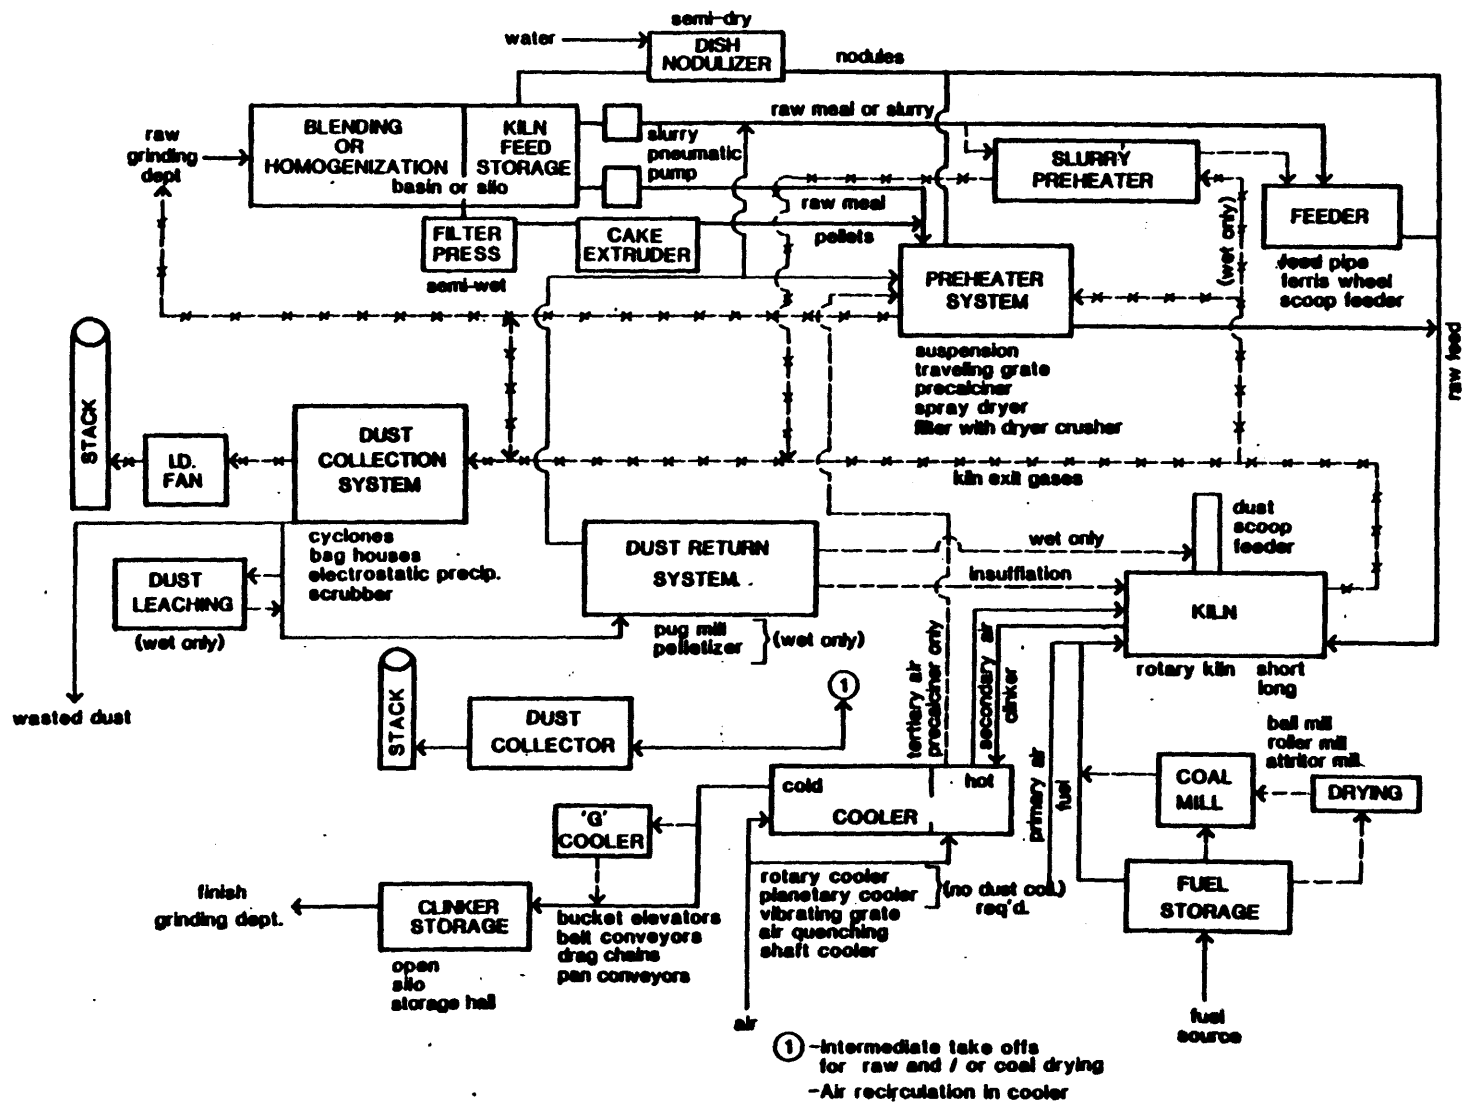 semi-dry
water
DISH
NODULIZER
nodules
raw meal or slurry
raw
grinding
dept
BLENDING
OR
HOMOGENIZATION
KILN
FEED
STORAGE
basin or silo
slurry
pneumatic
pump
SLURRY
PREHEATER
raw meal
FILTER
PRESS
semi-wet
CAKE
EXTRUDER
pellets
(wet only)
FEEDER
feed pipe
ferris wheel
scoop feeder
PREHEATER
SYSTEM
suspension
traveling grate
precalciner
spray dryer
filter with dryer crusher
raw feed
STACK
I.D.
FAN
DUST
COLLECTION
SYSTEM
kiln exit gases
cyclones
bag houses
electrostatic precip.
scrubber
DUST RETURN
SYSTEM.
wet only
dust
scoop
feeder
insufflation
DUST
LEACHING
(wet only)
pug mill
pelletizer
(wet only)
KILN
rotary kiln
short
long
wasted dust
STACK
DUST
COLLECTOR
1
tertiary air
precalciner only
secondary air
clinker
primary air
fuel
ball mill
roller mill
attritor mill.
COAL
MILL
DRYING
cold
hot
COOLER
'G'
COOLER
rotary cooler
planetary cooler
vibrating grate
air quenching
shaft cooler
(no dust coll.)
req'd.
FUEL
STORAGE
finish
grinding dept.
CLINKER
STORAGE
bucket elevators
belt conveyors
drag chains
pan conveyors
open
silo
storage hall
air
fuel
source
1 -intermediate take offs
for raw and / or coal drying
-Air recirculation in cooler